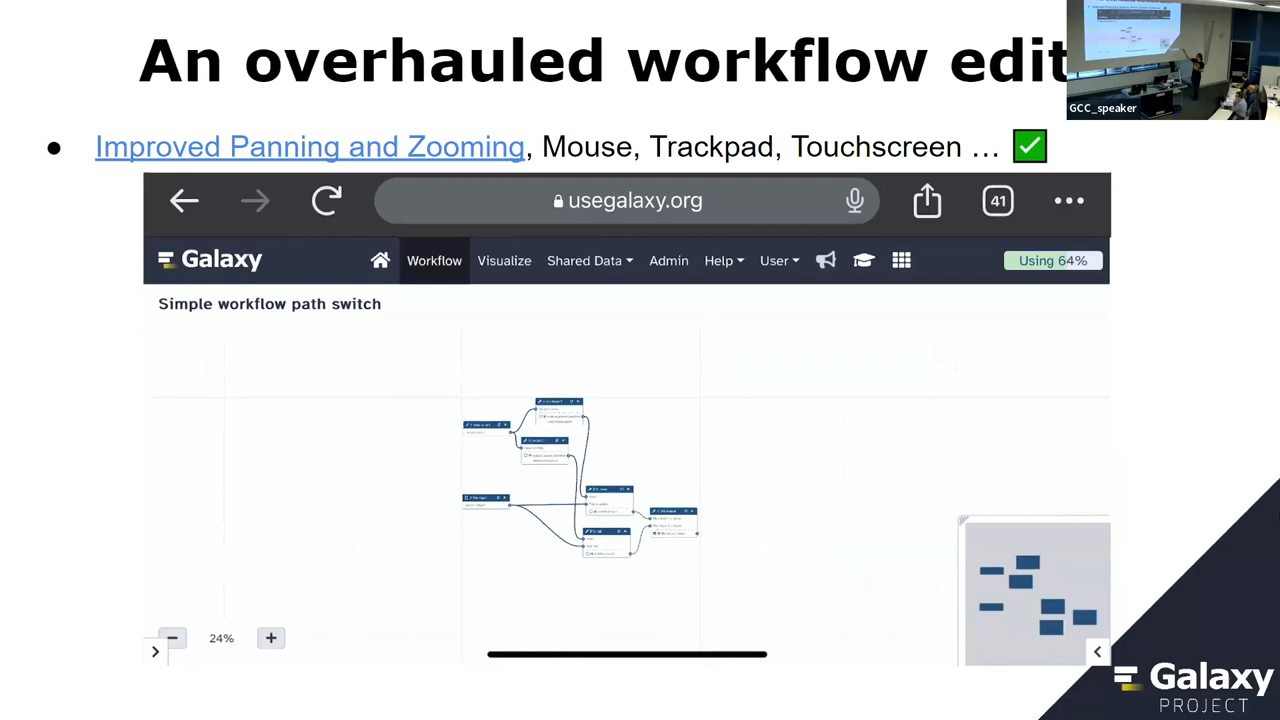 An overhauled workflow edit
GCC_speaker
● Improved Panning and Zooming, Mouse, Trackpad, Touchscreen … ✅
usegalaxy.org
41
Galaxy
Workflow
Visualize
Shared Data
Admin
Help
User
Using 64%
Simple workflow path switch
24%
Galaxy
PROJECT